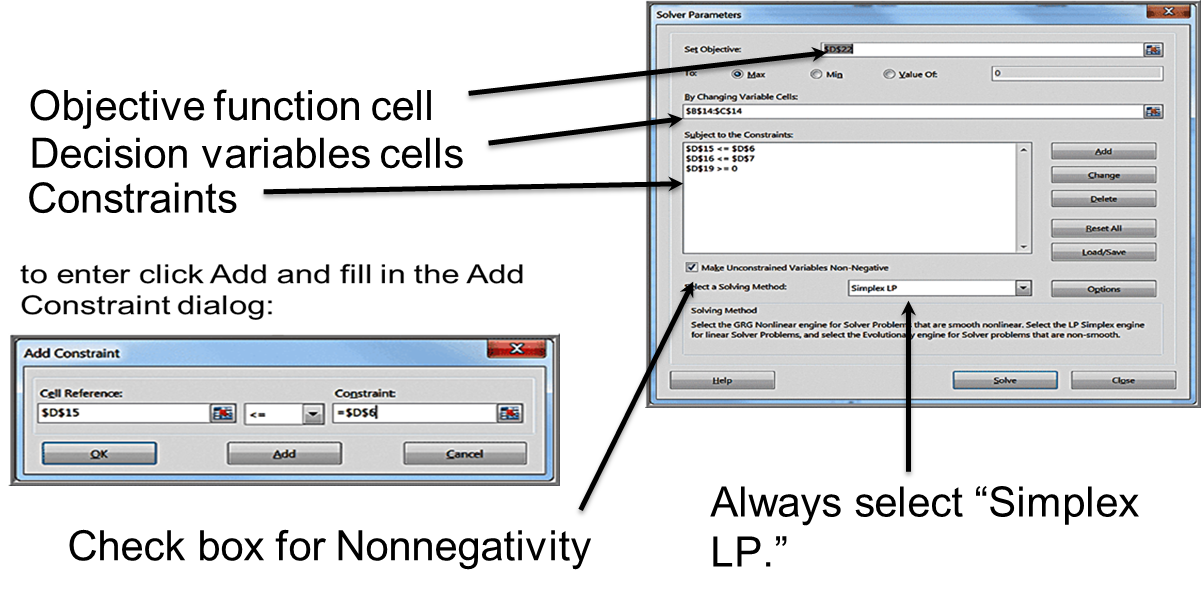 Objective function cell
Decision variables cells
Constraints
to enter click Add and fill in the Add
Constraint dialog:
Add Constraint
Cell Reference:
Constraint:
$D$15
<=
=$D$6
OK
Add
Cancel
Check box for Nonnegativity
Solver Parameters
Set Objective:
$D$22
To:
Max
Min
Value Of:
0
By Changing Variable Cells:
$B$14:$C$14
Subject to the Constraints:
$D$15 <= $D$6
$D$16 <= $D$7
$D$19 >= 0
Add
Change
Delete
Reset All
Load/Save
Make Unconstrained Variables Non-Negative
Select a Solving Method:
Simplex LP
Options
Solving Method
Select the GRG Nonlinear engine for Solver Problems that are smooth nonlinear. Select the LP Simplex engine
for linear Solver Problems, and select the Evolutionary engine for Solver problems that are non-smooth.
Help
Solve
Close
Always select “Simplex
LP.”